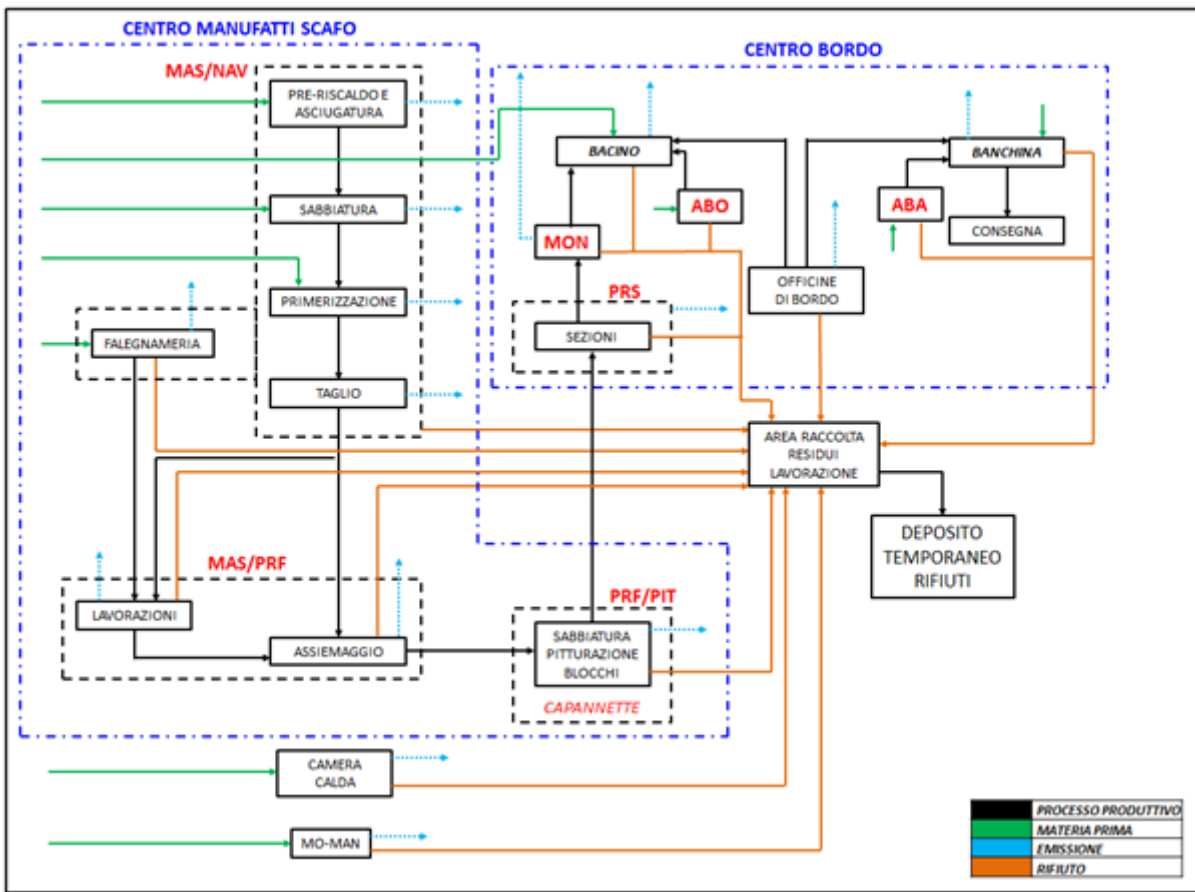 CENTRO MANUFATTI SCAFO
CENTRO BORDO
MAS/NAV
PRE-RISCALDO E
ASCIUGATURA
BACINO
BANCHINA
SABBIATURA
ABO
ABA
MON
CONSEGNA
OFFICINE
DI BORDO
PRS
PRIMERIZZAZIONE
FALEGNAMERIA
SEZIONI
TAGLIO
AREA RACCOLTA
RESIDUI
LAVORAZIONE
DEPOSITO
TEMPORANEO
RIFIUTI
MAS/PRF
PRF/PIT
LAVORAZIONI
ASSIEMAGGIO
SABBIATURA
PITTURAZIONE
BLOCCHI
CAPANNETTE
CAMERA
CALDA
MO-MAN
PROCESSO PRODUTTIVO
MATERIA PRIMA
EMISSIONE
RIFIUTO